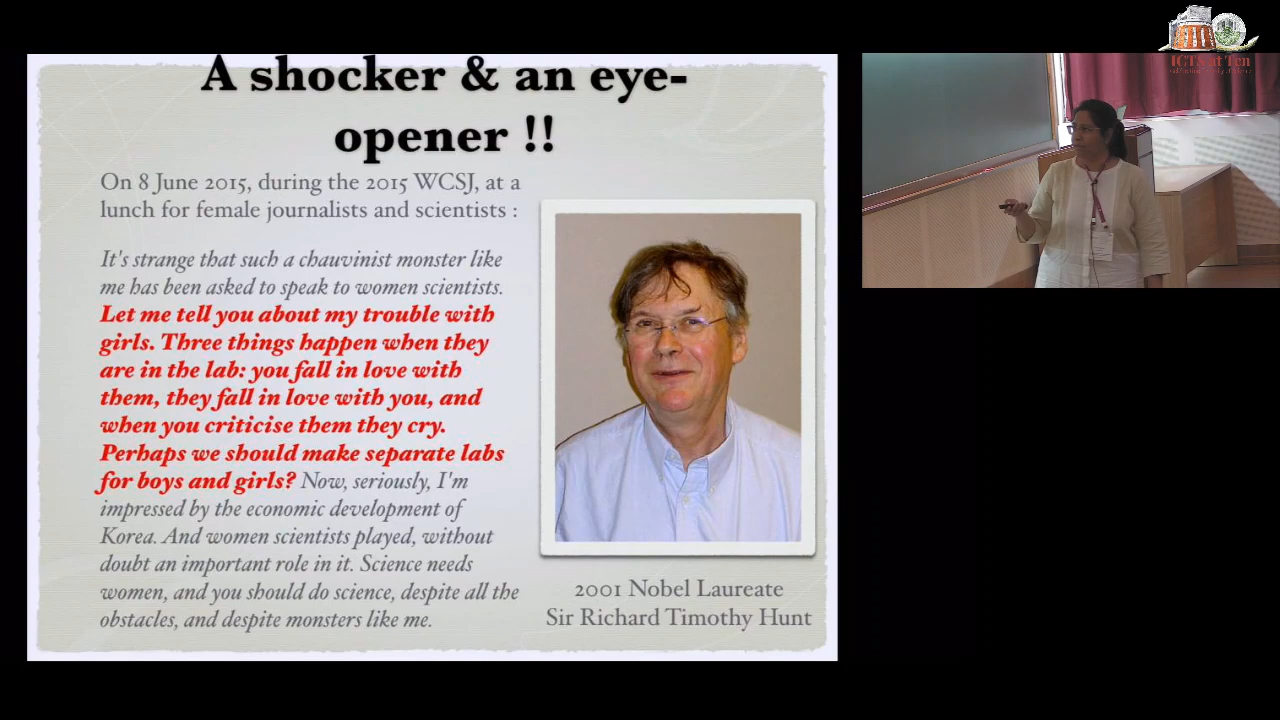 A shocker & an eye-
opener !!
On 8 June 2015, during the 2015 WCSJ, at a
lunch for female journalists and scientists :
It's strange that such a chauvinist monster like
me has been asked to speak to women scientists.
Let me tell you about my trouble with
girls. Three things happen when they
are in the lab: you fall in love with
them, they fall in love with you, and
when you criticise them they cry.
Perhaps we should make separate labs
for boys and girls? Now, seriously, I'm
impressed by the economic development of
Korea. And women scientists played, without
doubt an important role in it. Science needs
women, and you should do science, despite all the
obstacles, and despite monsters like me.
2001 Nobel Laureate
Sir Richard Timothy Hunt
ICTS at Ten